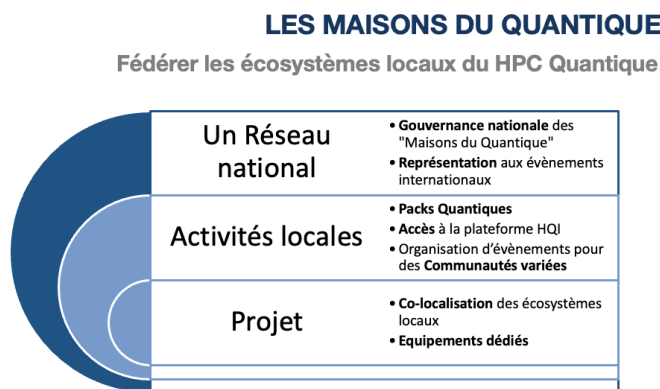 LES MAISONS DU QUANTIQUE
Fédérer les écosystèmes locaux du HPC Quantique
Un Réseau
national
• Gouvernance nationale des
"Maisons du Quantique"
• Représentation aux évènements
internationaux
Activités locales
• Packs Quantiques
• Accès à la plateforme HQI
• Organisation d'évènements pour
des Communautés variées
Projet
• Co-localisation des écosystèmes
locaux
• Equipements dédiés